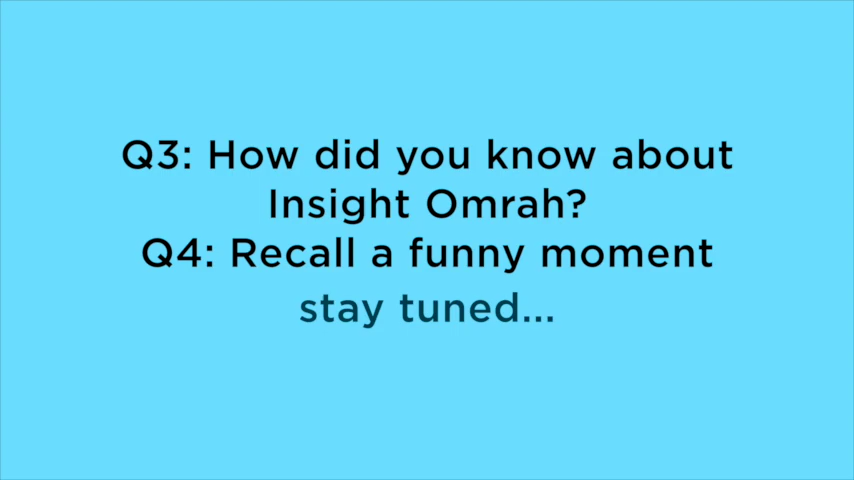 Q3: How did you know about
Insight Omrah?
Q4: Recall a funny moment
stay tuned...